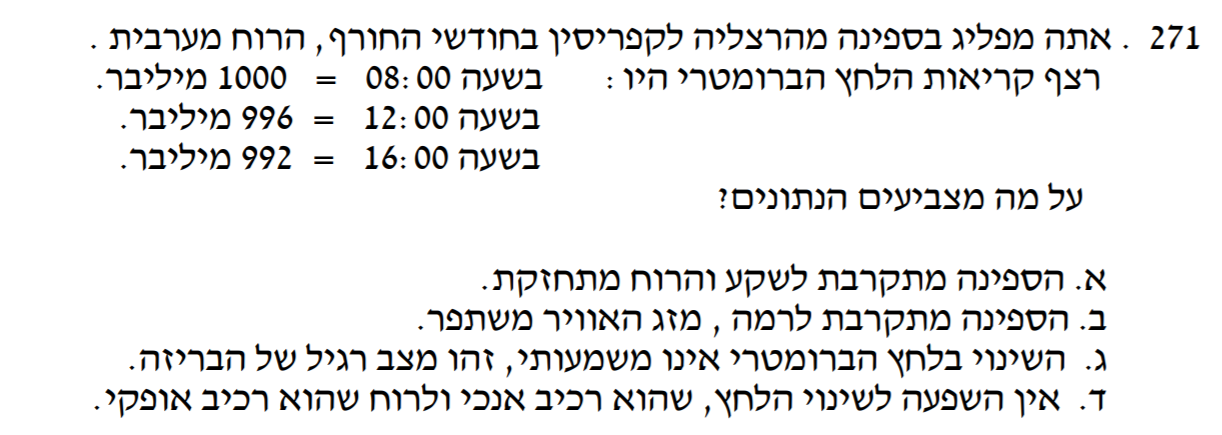 271 . אתה מפליג בספינה מהרצליה לקפריסין בחודשי החורף, הרוח מערבית .
רצף קריאות הלחץ הברומטרי היו : בשעה 08:00 = 1000 מיליבר.
בשעה 12:00 = 996 מיליבר.
בשעה 16:00 = 992 מיליבר.
על מה מצביעים הנתונים?
א. הספינה מתקרבת לשקע והרוח מתחזקת.
ב. הספינה מתקרבת לרמה , מזג האוויר משתפר.
ג. השינוי בלחץ הברומטרי אינו משמעותי, זהו מצב רגיל של הבריזה.
ד. אין השפעה לשינוי הלחץ, שהוא רכיב אנכי ולרוח שהוא רכיב אופקי.